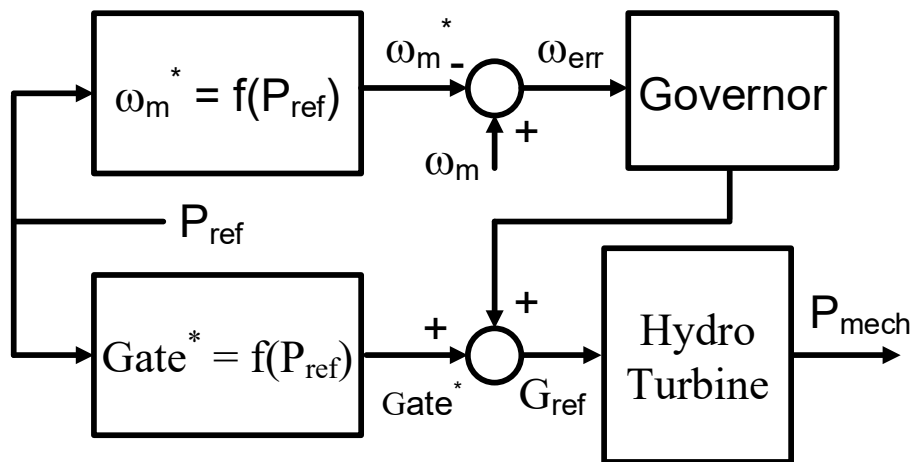 ωm* = f(Pref)
ωm*
-
ωerr
Governor
+
ωm
Pref
Gate* = f(Pref)
+
Gate*
+
Gref
Hydro
Turbine
Pmech